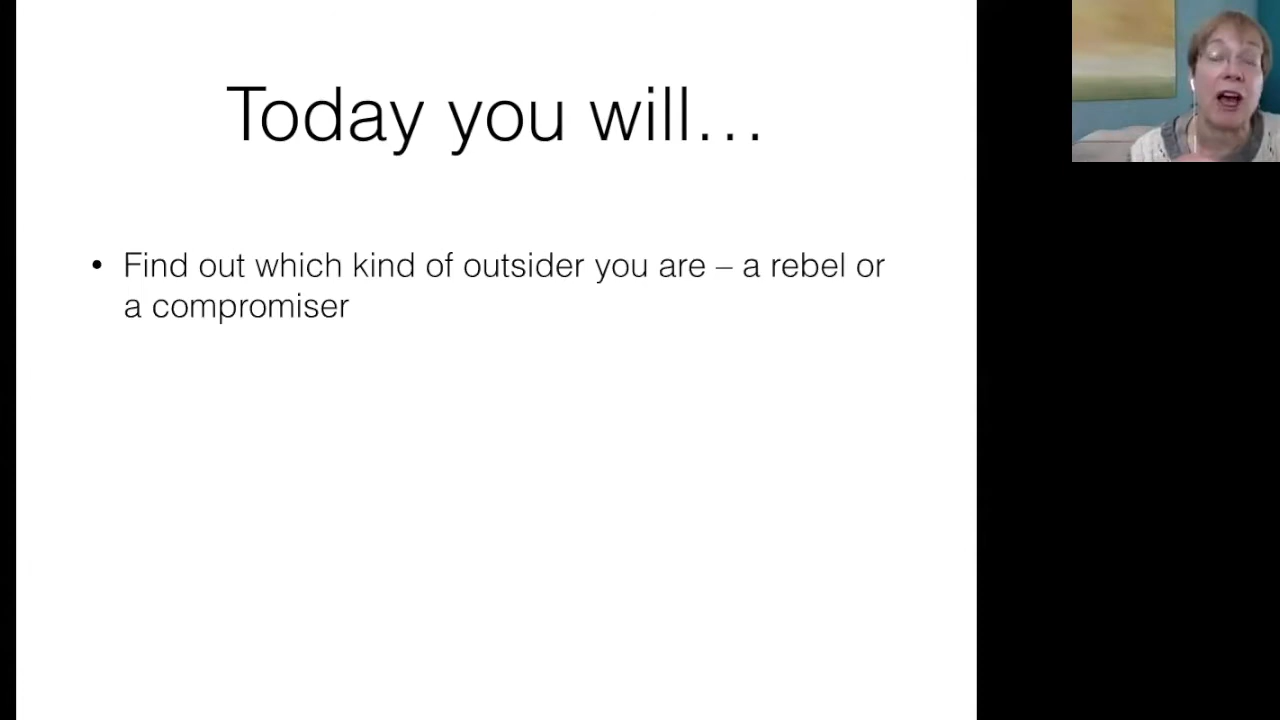 Today you will…
• Find out which kind of outsider you are – a rebel or
a compromiser